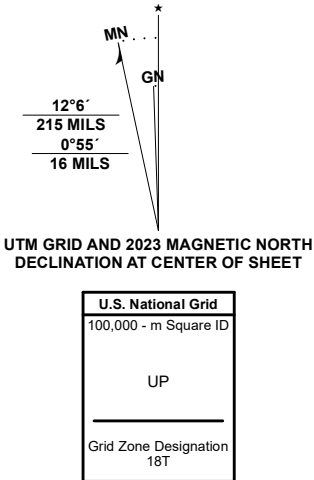 ★
MN
GN
12°6´
215 MILS
0°55´
16 MILS
UTM GRID AND 2023 MAGNETIC NORTH
DECLINATION AT CENTER OF SHEET
U.S. National Grid
100,000 - m Square ID
UP
Grid Zone Designation
18T